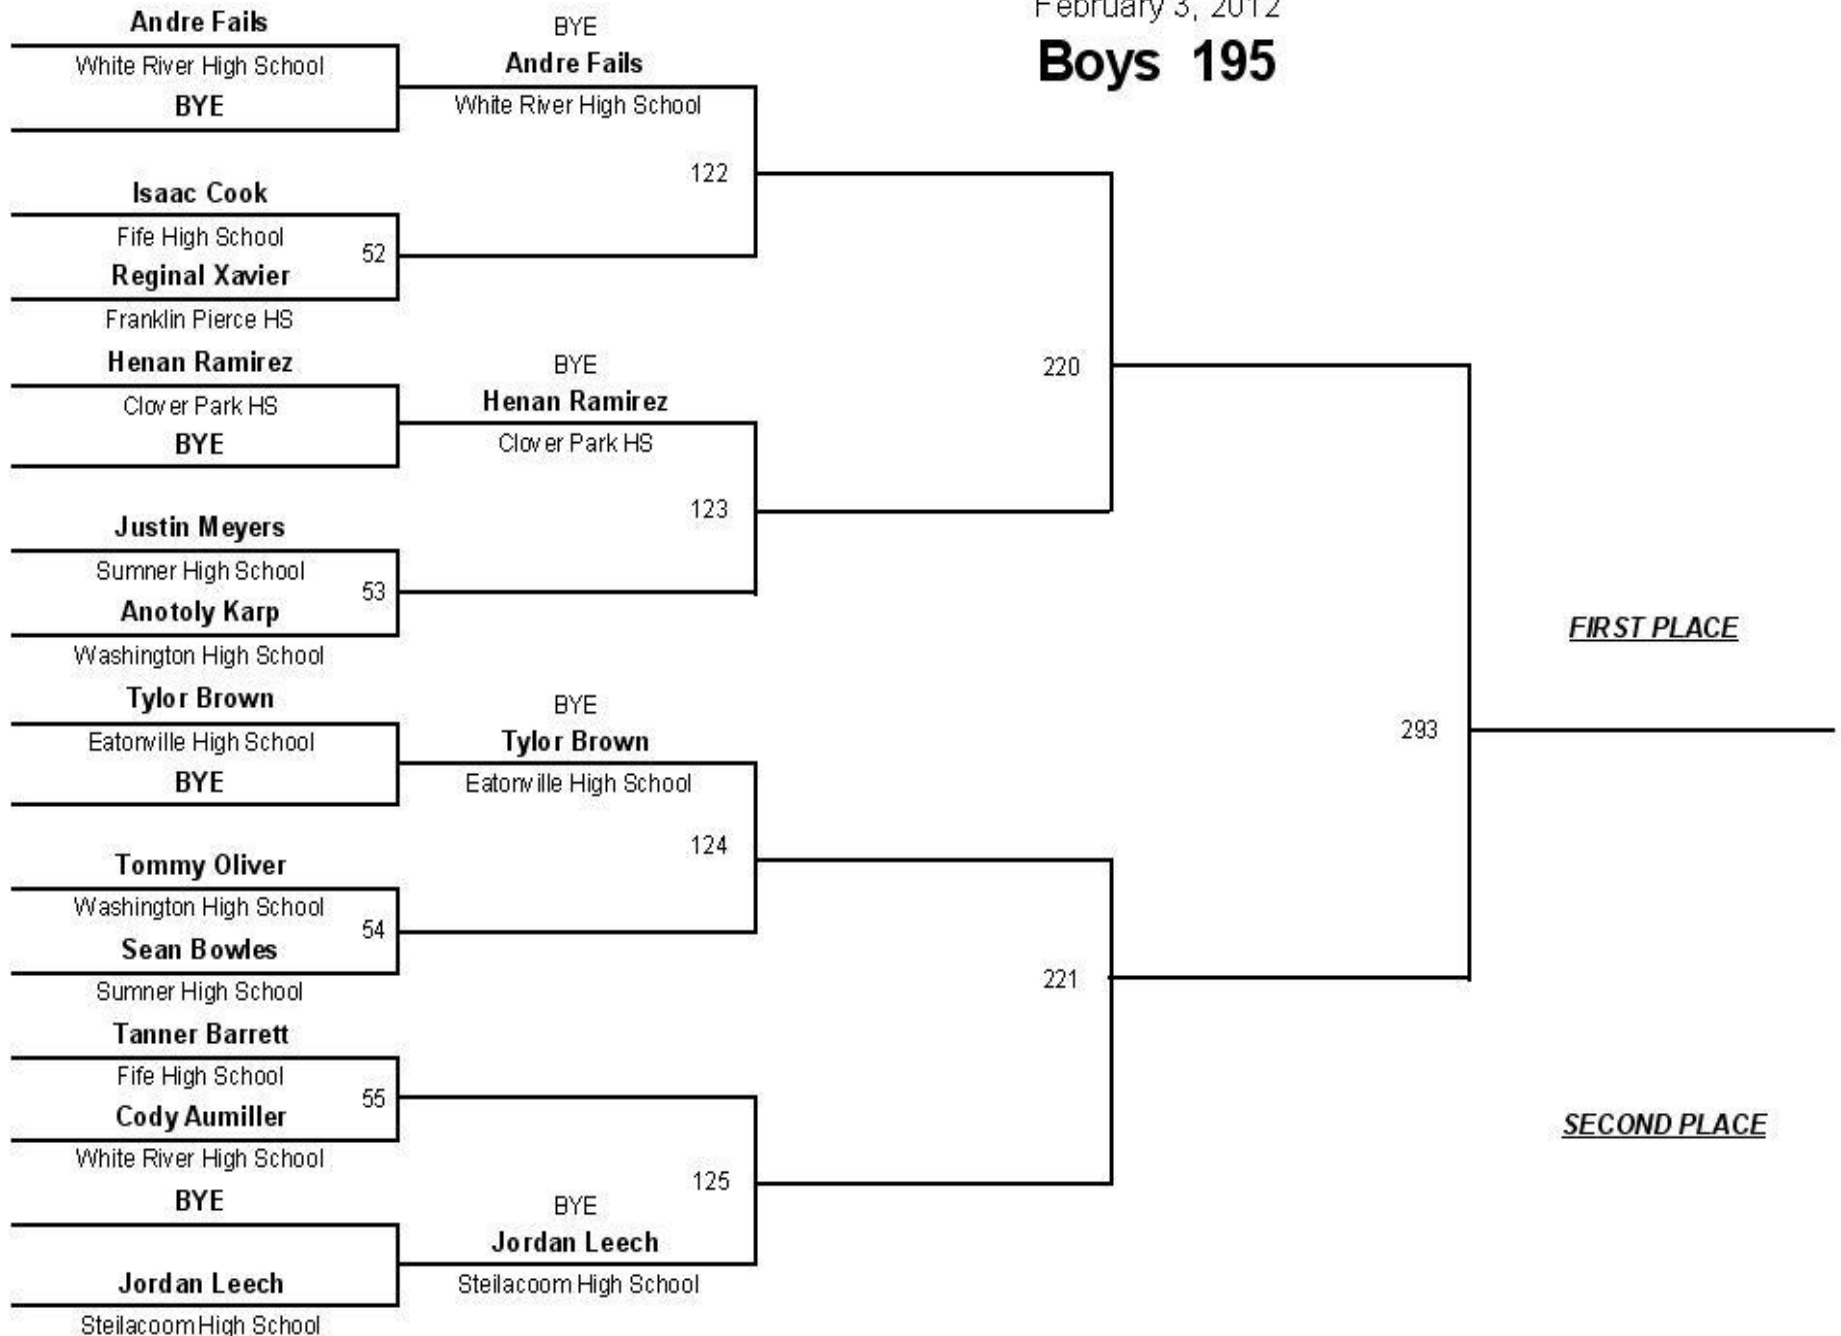 February 3, 2012
Boys 195
Andre Fails
White River High School
BYE
Isaac Cook
Fife High School
52
Reginal Xavier
Franklin Pierce HS
Henan Ramirez
Clover Park HS
BYE
Justin Meyers
Sumner High School
53
Anotoly Karp
Washington High School
Tylor Brown
Eatonville High School
BYE
Tommy Oliver
Washington High School
54
Sean Bowles
Sumner High School
Tanner Barrett
Fife High School
55
Cody Aumiller
White River High School
BYE
Jordan Leech
Steilacoom High School
BYE
Andre Fails
White River High School
122
BYE
Henan Ramirez
Clover Park HS
123
BYE
Tylor Brown
Eatonville High School
124
125
BYE
Jordan Leech
Steilacoom High School
220
221
293
FIRST PLACE
SECOND PLACE